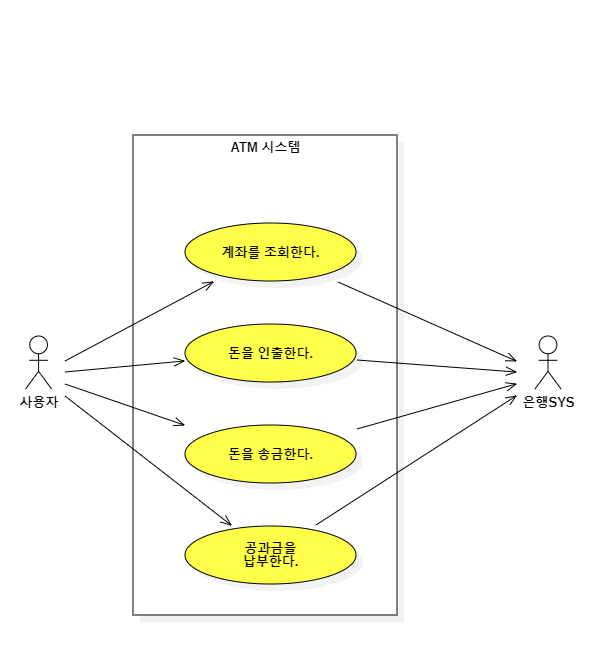 ATM 시스템
계좌를 조회한다.
돈을 인출한다.
사용자
은행SYS
돈을 송금한다.
공과금을
납부한다.